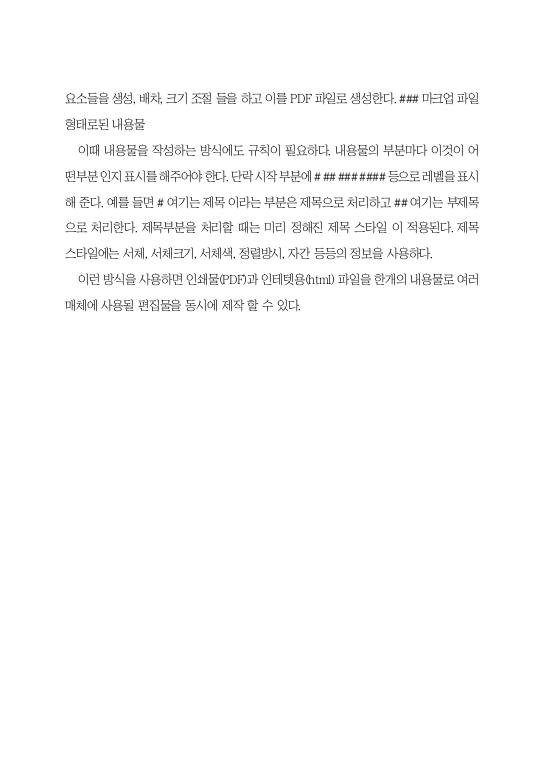 요소들을 생성, 배차, 크기 조절 들을 하고 이를 PDF 파일로 생성한다. ### 마크업 파일
형태로된 내용물
이때 내용물을 작성하는 방식에도 규칙이 필요하다. 내용물의 부분마다 이것이 어
떤부분 인지 표시를 해주어야 한다. 단락 시작 부분에 # ## ### #### 등으로 레벨을 표시
해 준다. 예를 들면 # 여기는 제목 이라는 부분은 제목으로 처리하고 ## 여기는 부제목
으로 처리한다. 제목부분을 처리할 때는 미리 정해진 제목 스타일 이 적용된다. 제목
스타일에는 서체, 서체크기, 서체색, 정렬방시, 자간 등등의 정보을 사용하다.
이런 방식을 사용하면 인쇄물(PDF)과 인테텟용(html) 파일을 한개의 내용물로 여러
매체에 사용될 편집물을 동시에 제작 할 수 있다.